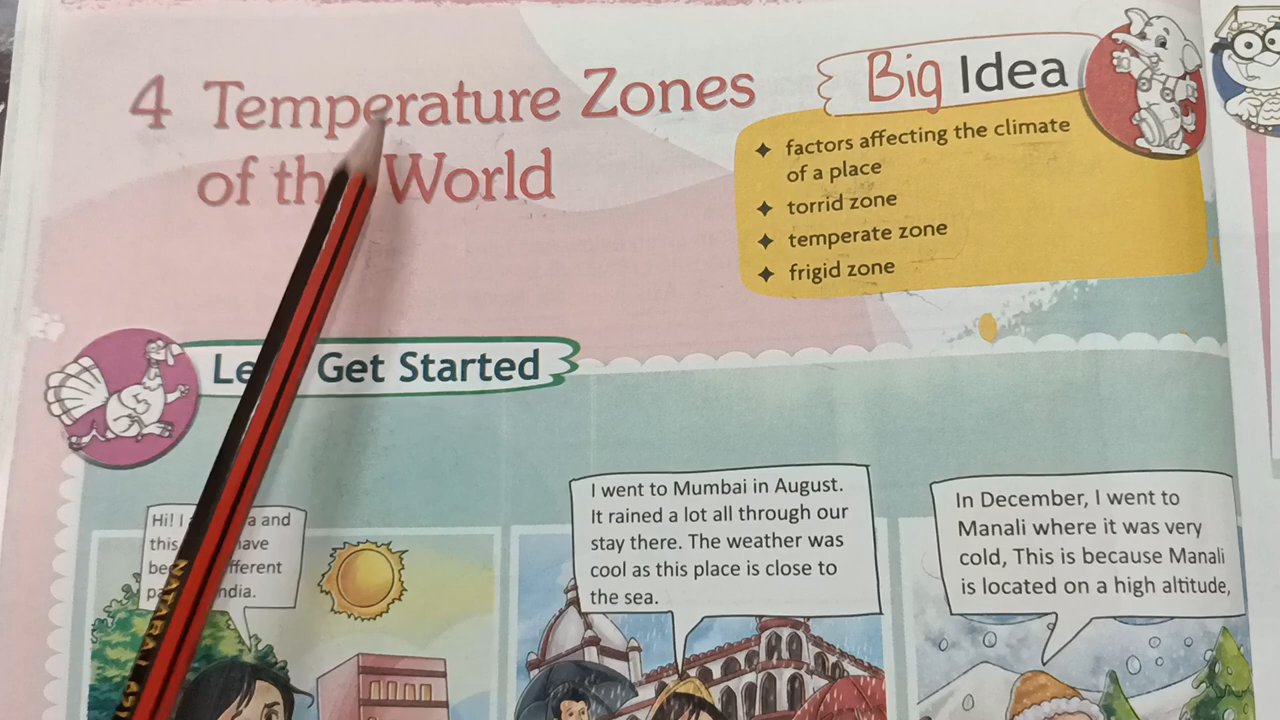 4 Temperature Zones
of th World
Big Idea
✦ factors affecting the climate
of a place
✦ torrid zone
✦ temperate zone
✦ frigid zone
Get Started
Hi! I a and
this have
fferent
ndia.
I went to Mumbai in August.
It rained a lot all through our
stay there. The weather was
cool as this place is close to
the sea.
In December, I went to
Manali where it was very
cold, This is because Manali
is located on a high altitude,
NATARAJ